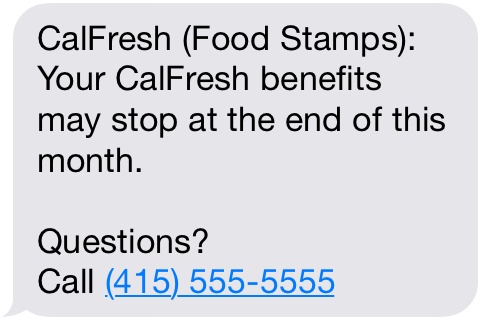 CalFresh (Food Stamps):
Your CalFresh benefits
may stop at the end of this
month.

Questions?
Call (415) 555-5555